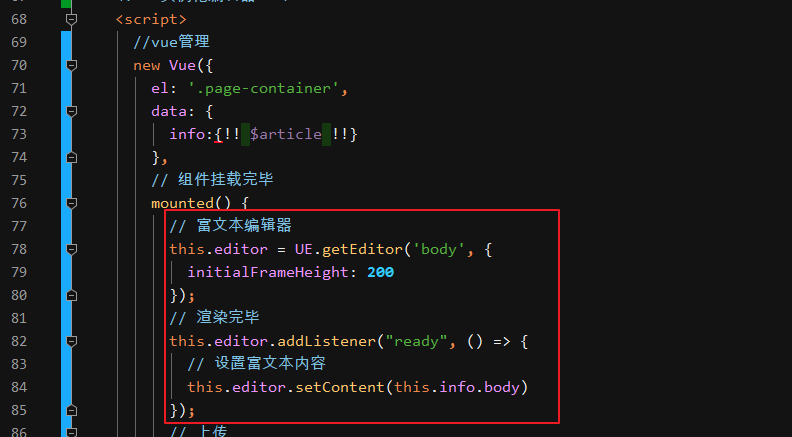 68 <script>
69 //vue管理
70 new Vue({
71 el: '.page-container',
72 data: {
73 info:{!! $article !!}
74 },
75 // 组件挂载完毕
76 mounted() {
77 // 富文本编辑器
78 this.editor = UE.getEditor('body', {
79 initialFrameHeight: 200
80 });
81 // 渲染完毕
82 this.editor.addListener("ready", () => {
83 // 设置富文本内容
84 this.editor.setContent(this.info.body)
85 });
86 // 上传